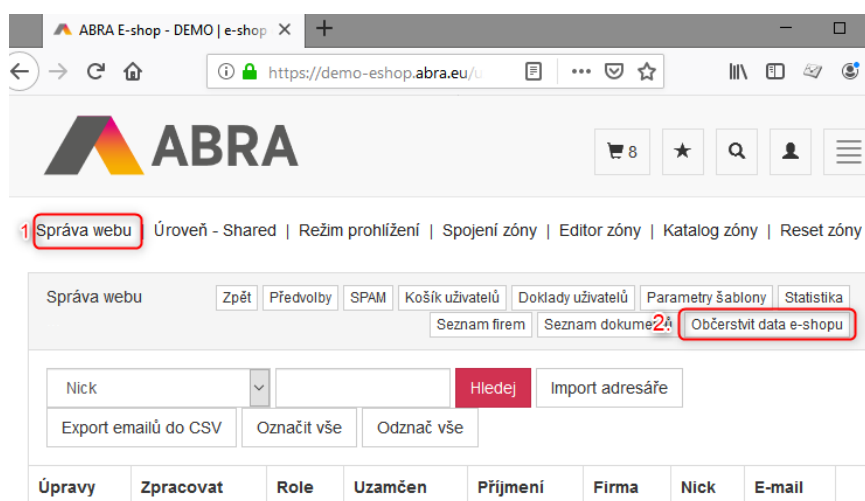 ABRA E-shop - DEMO | e-shop
https://demo-eshop.abra.eu/u
ABRA
8
1 Správa webu | Úroveň - Shared | Režim prohlížení | Spojení zóny | Editor zóny | Katalog zóny | Reset zóny
Správa webu Zpět Předvolby SPAM Košík uživatelů Doklady uživatelů Parametry šablony Statistika
Seznam firem Seznam dokumentů 2. Občerstvit data e-shopu
Nick Hledej Import adresáře
Export emailů do CSV Označit vše Odznač vše
Úpravy Zpracovat Role Uzamčen Příjmení Firma Nick E-mail